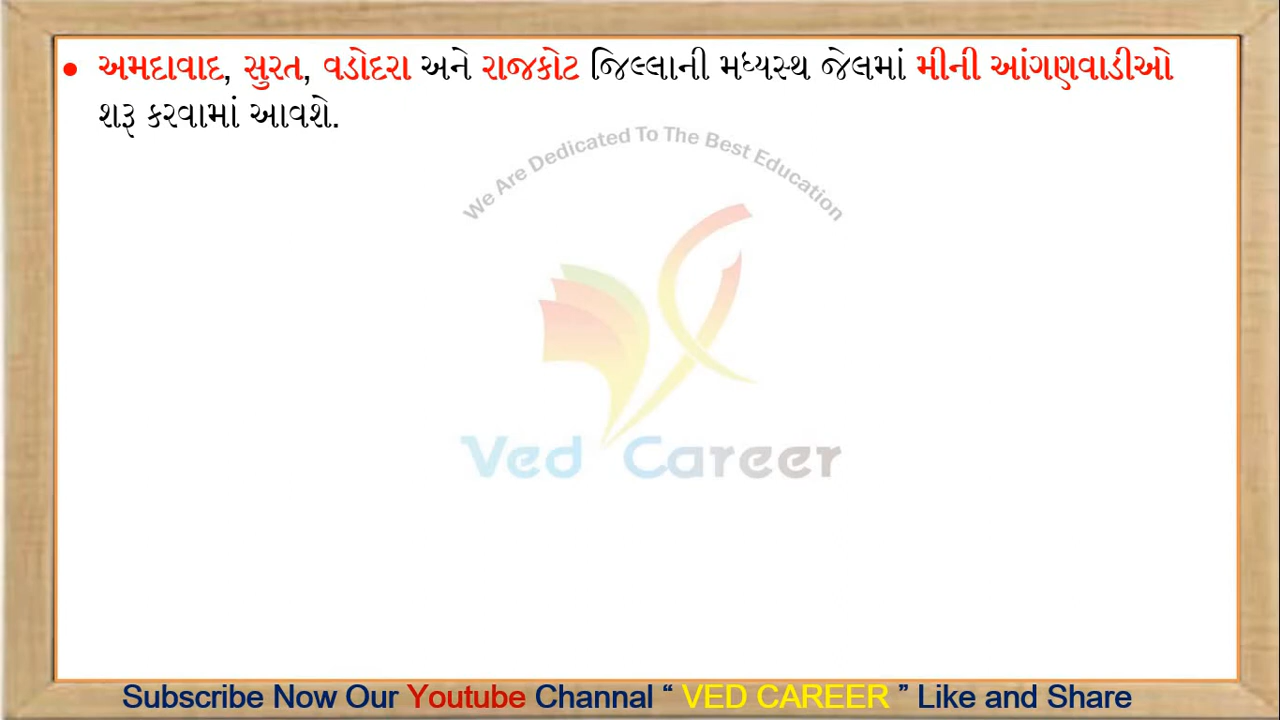 • અમદાવાદ, સુરત, વડોદરા અને રાજકોટ જિલ્લાની મધ્યસ્થ જેલમાં મીની આંગણવાડીઓ
શરૂ કરવામાં આવશે.
We Are Dedicated To The Best Education
Ved Career
Subscribe Now Our Youtube Channal “ VED CAREER ” Like and Share